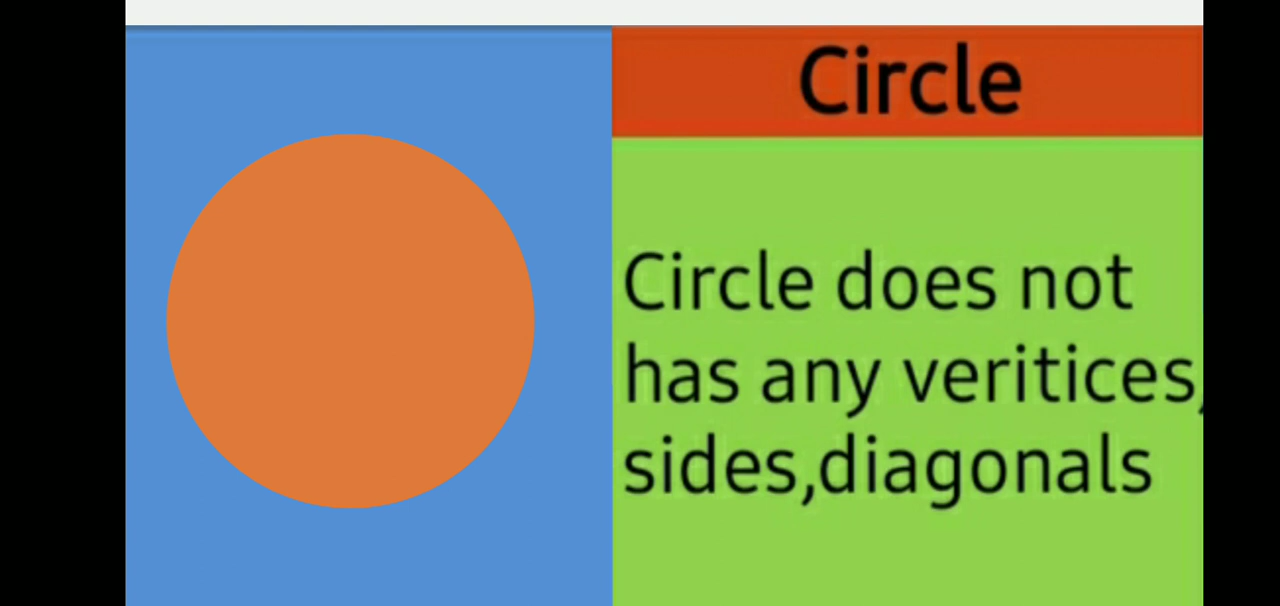 Circle
Circle does not
has any veritices,
sides,diagonals